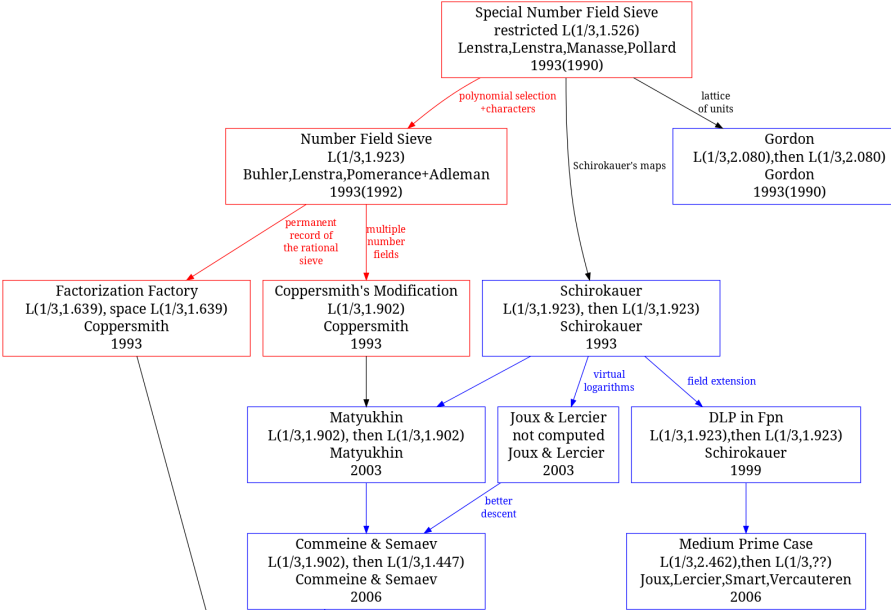 Special Number Field Sieve
restricted L(1/3,1.526)
Lenstra,Lenstra,Manasse,Pollard
1993(1990)
polynomial selection
+characters
lattice
of units
Number Field Sieve
L(1/3,1.923)
Buhler,Lenstra,Pomerance+Adleman
1993(1992)
Schirokauer's maps
Gordon
L(1/3,2.080),then L(1/3,2.080)
Gordon
1993(1990)
permanent
record of
the rational
sieve
multiple
number
fields
Factorization Factory
L(1/3,1.639), space L(1/3,1.639)
Coppersmith
1993
Coppersmith's Modification
L(1/3,1.902)
Coppersmith
1993
Schirokauer
L(1/3,1.923), then L(1/3,1.923)
Schirokauer
1993
virtual
logarithms
field extension
Matyukhin
L(1/3,1.902), then L(1/3,1.902)
Matyukhin
2003
Joux & Lercier
not computed
Joux & Lercier
2003
DLP in Fpn
L(1/3,1.923),then L(1/3,1.923)
Schirokauer
1999
better
descent
Commeine & Semaev
L(1/3,1.902), then L(1/3,1.447)
Commeine & Semaev
2006
Medium Prime Case
L(1/3,2.462),then L(1/3,??)
Joux,Lercier,Smart,Vercauteren
2006